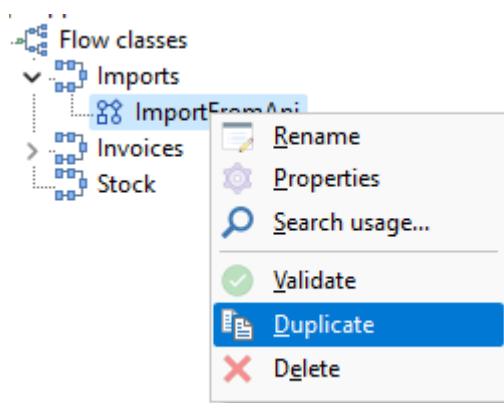 Flow classes
Imports
ImportFromApi
Rename
Properties
Search usage...
Invoices
Stock
Validate
Duplicate
Delete